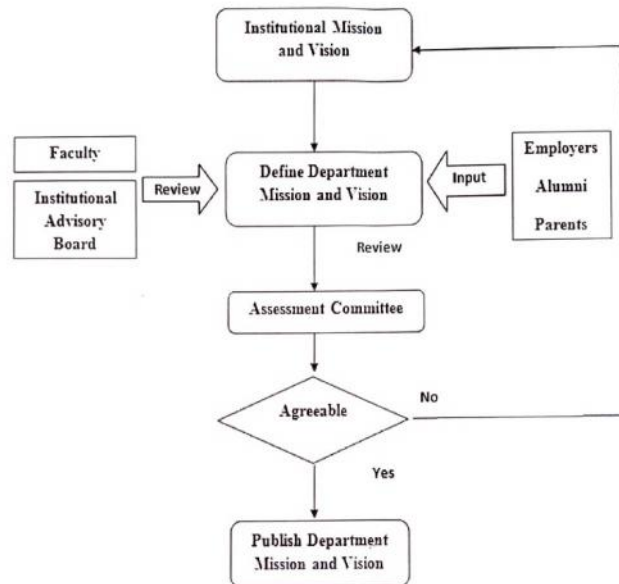 Institutional Mission
and Vision
Faculty
Institutional
Advisory
Board
Review
Define Department
Mission and Vision
Input
Employers
Alumni
Parents
Review
Assessment Committee
Agreeable
No
Yes
Publish Department
Mission and Vision